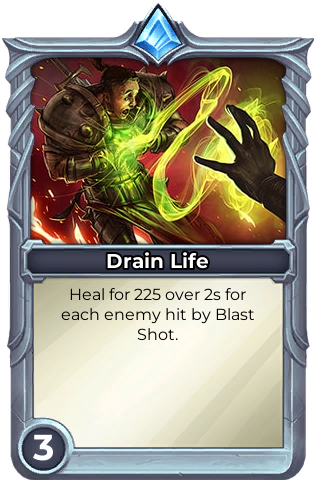 Drain Life
Heal for 225 over 2s for
each enemy hit by Blast
Shot.
3